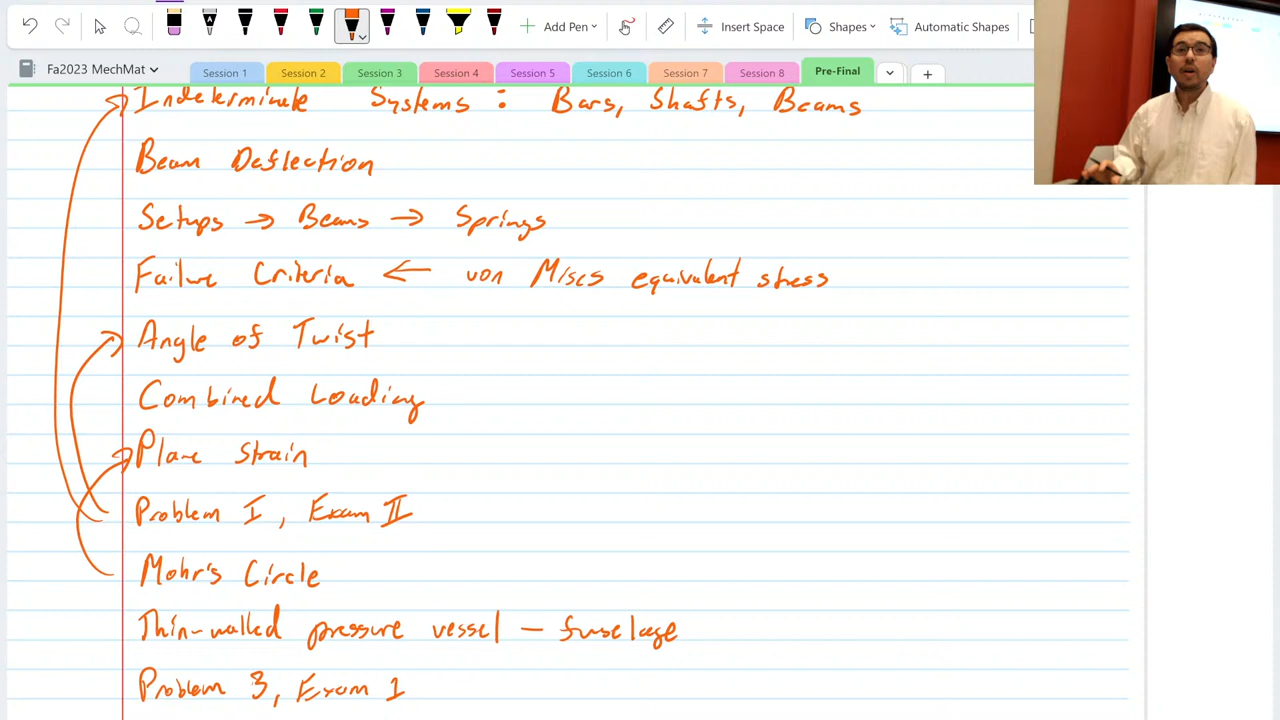 Add Pen
Insert Space
Shapes
Automatic Shapes
Fa2023 MechMat
Session 1
Session 2
Session 3
Session 4
Session 5
Session 6
Session 7
Session 8
Pre-Final
Indeterminate Systems : Bars, Shafts, Beams
Beam Deflection
Setups → Beams → Springs
Failure Criteria ← von Mises equivalent stress
Angle of Twist
Combined Loading
Plane Strain
Problem I, Exam II
Mohr's Circle
Thin-walled pressure vessel — fuselage
Problem 3, Exam 1